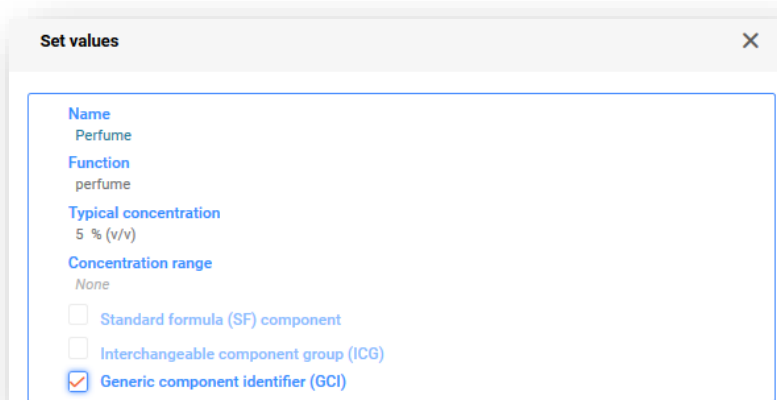 Set values
Name
Perfume
Function
perfume
Typical concentration
5 % (v/v)
Concentration range
None
Standard formula (SF) component
Interchangeable component group (ICG)
Generic component identifier (GCI)